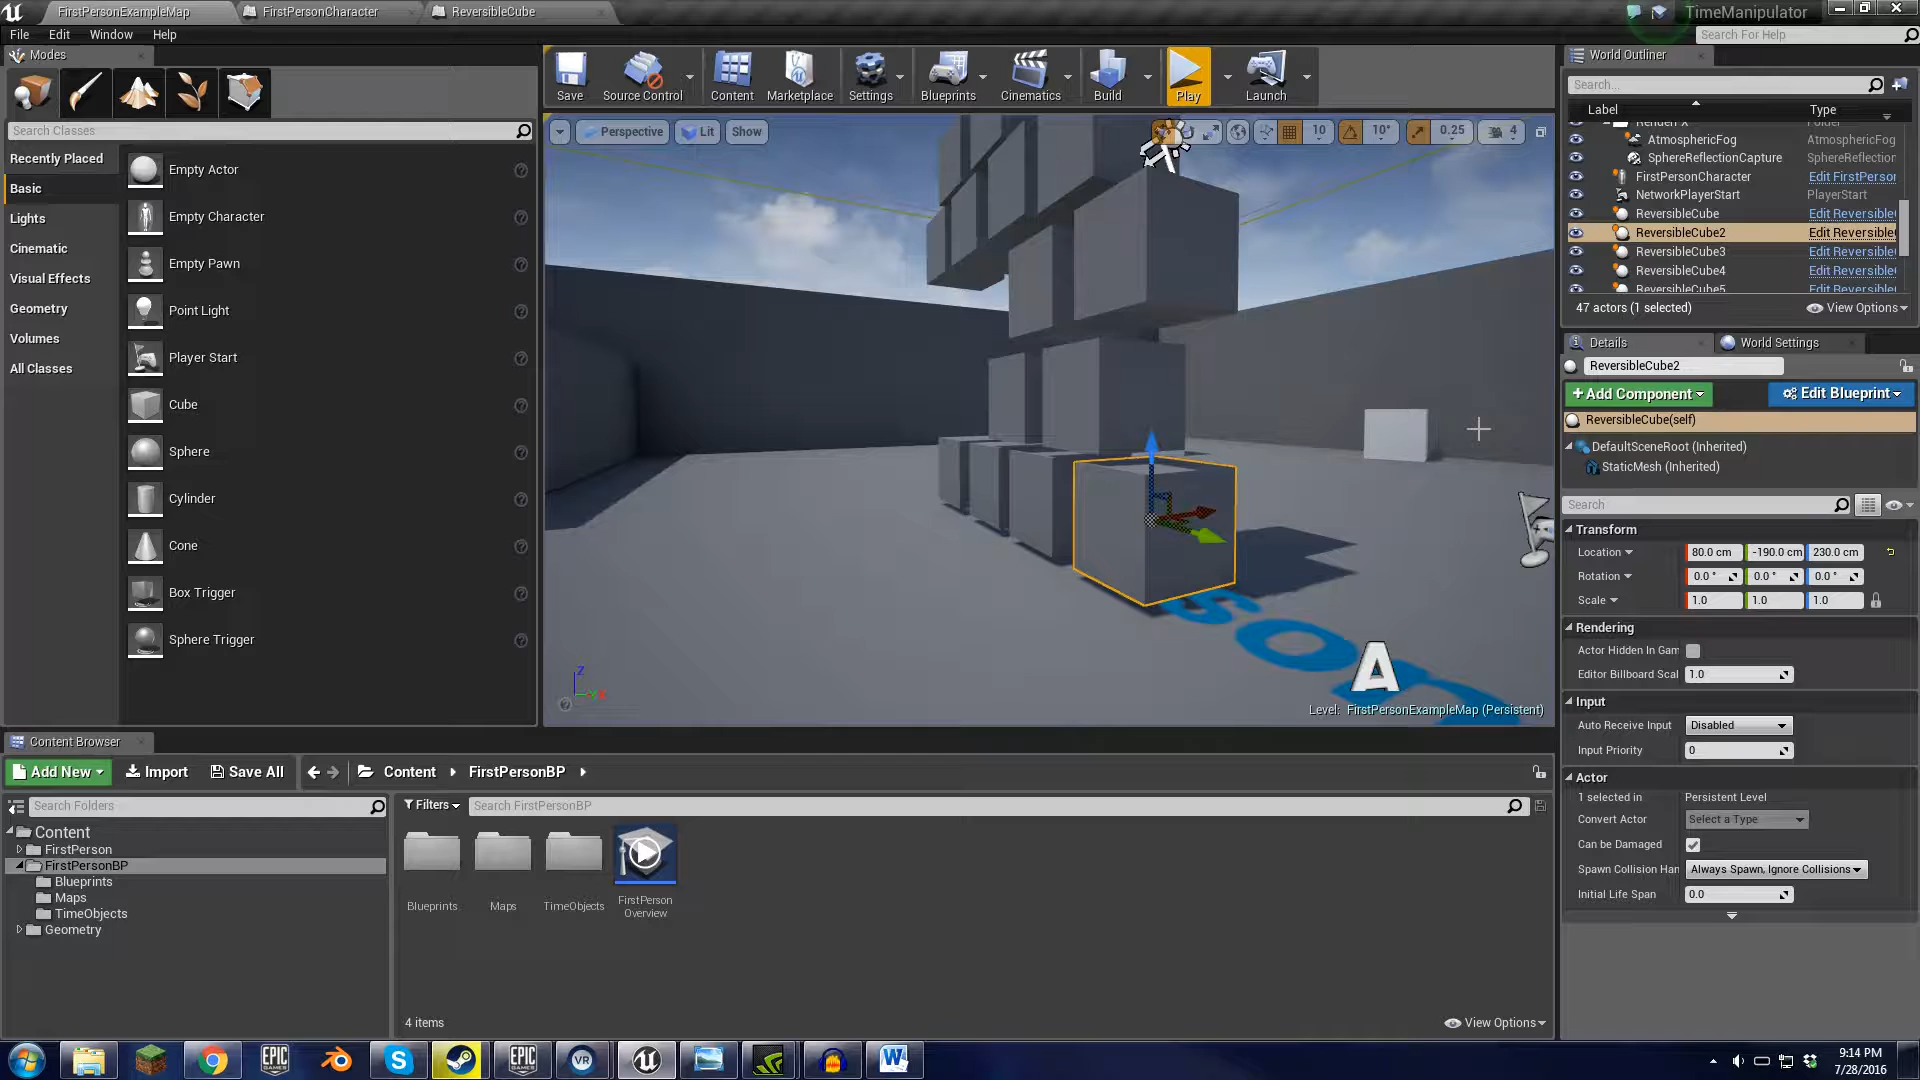 FirstPersonExampleMap
FirstPersonCharacter
ReversibleCube
TimeManipulator
File
Edit
Window
Help
Search For Help
Modes
Search Classes
Recently Placed
Basic
Lights
Cinematic
Visual Effects
Geometry
Volumes
All Classes
Empty Actor
Empty Character
Empty Pawn
Point Light
Player Start
Cube
Sphere
Cylinder
Cone
Box Trigger
Sphere Trigger
Save
Source Control
Content
Marketplace
Settings
Blueprints
Cinematics
Build
Play
Launch
Perspective
Lit
Show
10
10°
0.25
4
Z
A
Level: FirstPersonExampleMap (Persistent)
World Outliner
Search...
Label
Type
AtmosphericFog
AtmosphericFog
SphereReflectionCapture
SphereReflection
FirstPersonCharacter
Edit FirstPerson
NetworkPlayerStart
PlayerStart
ReversibleCube
Edit Reversible
ReversibleCube2
Edit Reversible
ReversibleCube3
Edit Reversible
ReversibleCube4
Edit Reversible
ReversibleCube5
Edit Reversible
47 actors (1 selected)
View Options
Details
World Settings
ReversibleCube2
+Add Component
Edit Blueprint
ReversibleCube(self)
DefaultSceneRoot (Inherited)
StaticMesh (Inherited)
Search
Transform
Location
80.0 cm
-190.0 cm
230.0 cm
Rotation
0.0 °
0.0 °
0.0 °
Scale
1.0
1.0
1.0
Rendering
Actor Hidden In Gam
Editor Billboard Scal
1.0
Input
Auto Receive Input
Disabled
Input Priority
0
Actor
1 selected in
Persistent Level
Convert Actor
Select a Type
Can be Damaged
Spawn Collision Han
Always Spawn, Ignore Collisions
Initial Life Span
0.0
Content Browser
Add New
Import
Save All
Content
FirstPersonBP
Search Folders
Filters
Search FirstPersonBP
Content
FirstPerson
FirstPersonBP
Blueprints
Maps
TimeObjects
Geometry
Blueprints
Maps
TimeObjects
FirstPerson
Overview
4 items
View Options
EPIC
GAMES
EPIC
GAMES
VR
9:14 PM
7/28/2016